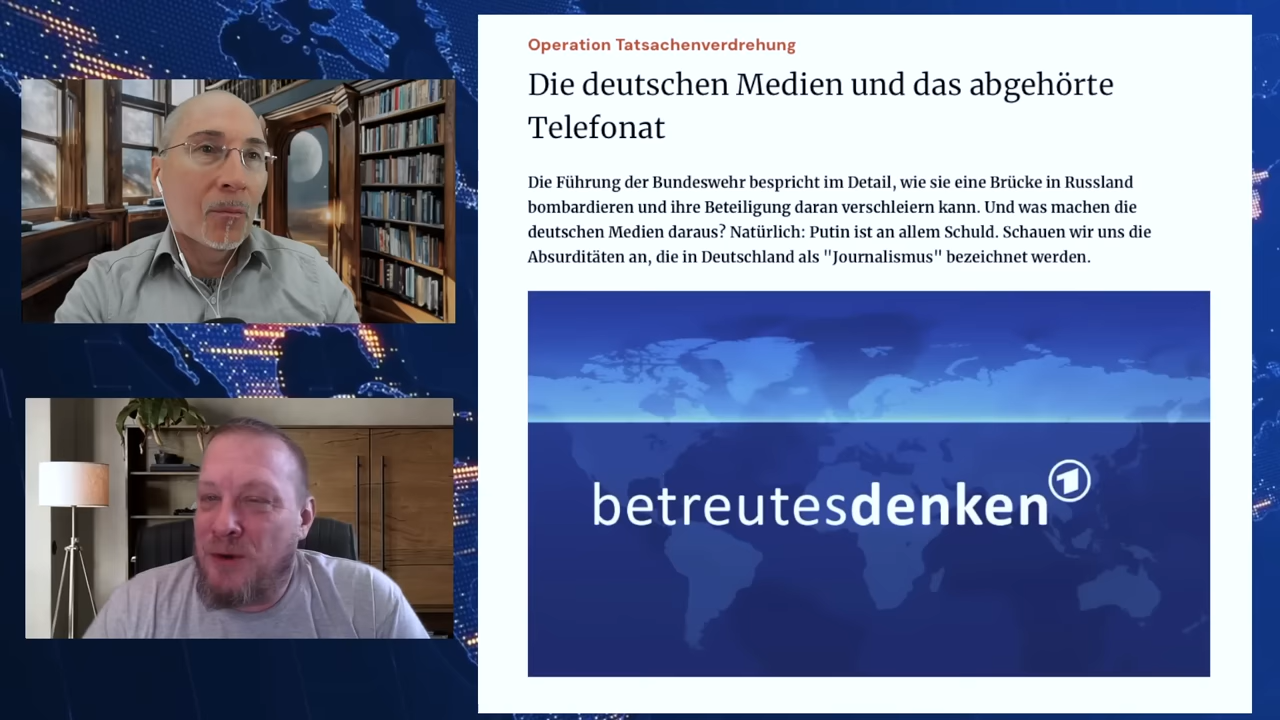 Operation Tatsachenverdrehung
Die deutschen Medien und das abgehörte
Telefonat
Die Führung der Bundeswehr bespricht im Detail, wie sie eine Brücke in Russland
bombardieren und ihre Beteiligung daran verschleiern kann. Und was machen die
deutschen Medien daraus? Natürlich: Putin ist an allem Schuld. Schauen wir uns die
Absurditäten an, die in Deutschland als "Journalismus" bezeichnet werden.
betreutesdenken 1